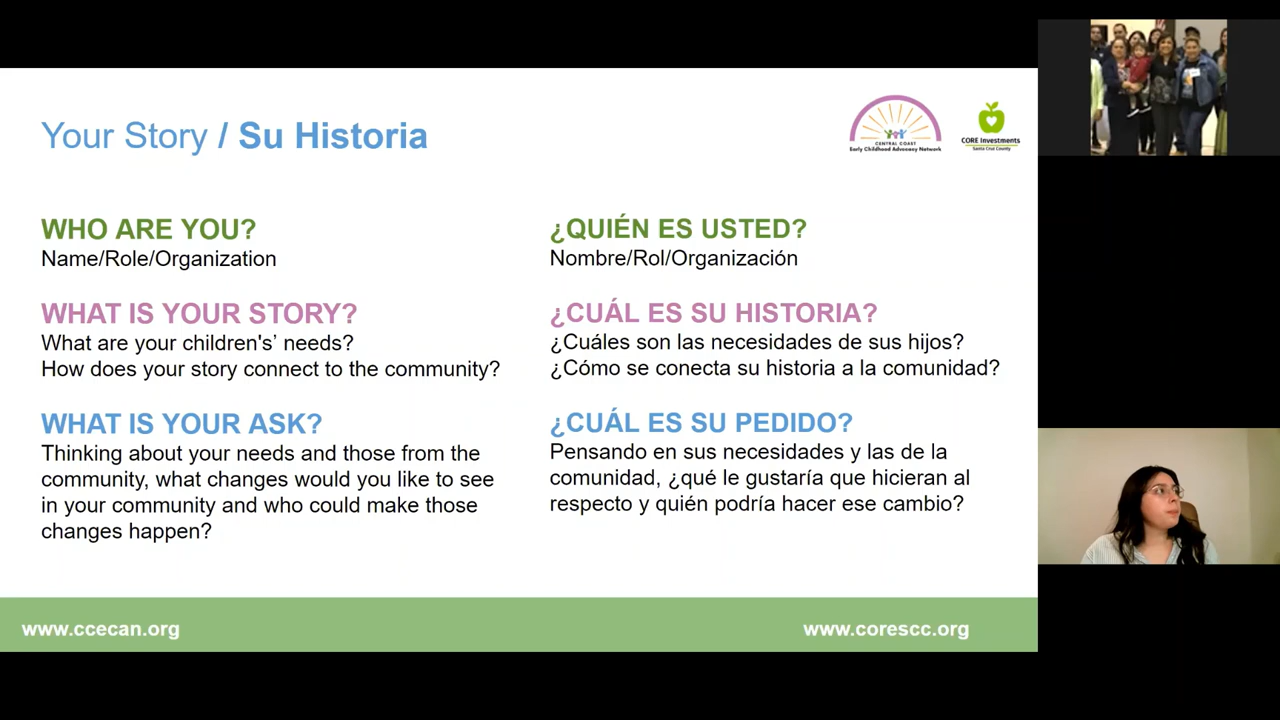 Your Story / Su Historia
CENTRAL COAST
Early Childhood Advocacy Network
CORE Investments
Santa Cruz County
WHO ARE YOU?
Name/Role/Organization
WHAT IS YOUR STORY?
What are your children's’ needs?
How does your story connect to the community?
WHAT IS YOUR ASK?
Thinking about your needs and those from the
community, what changes would you like to see
in your community and who could make those
changes happen?
¿QUIÉN ES USTED?
Nombre/Rol/Organización
¿CUÁL ES SU HISTORIA?
¿Cuáles son las necesidades de sus hijos?
¿Cómo se conecta su historia a la comunidad?
¿CUÁL ES SU PEDIDO?
Pensando en sus necesidades y las de la
comunidad, ¿qué le gustaría que hicieran al
respecto y quién podría hacer ese cambio?
www.ccecan.org
www.corescc.org